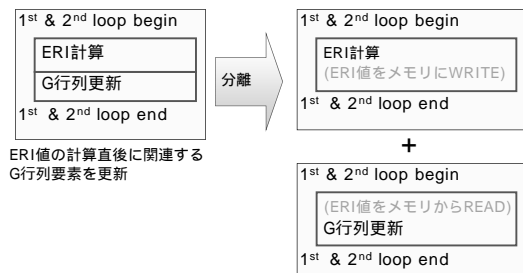 1st & 2nd loop begin
ERI計算
G行列更新
1st & 2nd loop end
ERI値の計算直後に関連する
G行列要素を更新
分離
1st & 2nd loop begin
ERI計算
(ERI値をメモリにWRITE)
1st & 2nd loop end
+
1st & 2nd loop begin
(ERI値をメモリからREAD)
G行列更新
1st & 2nd loop end